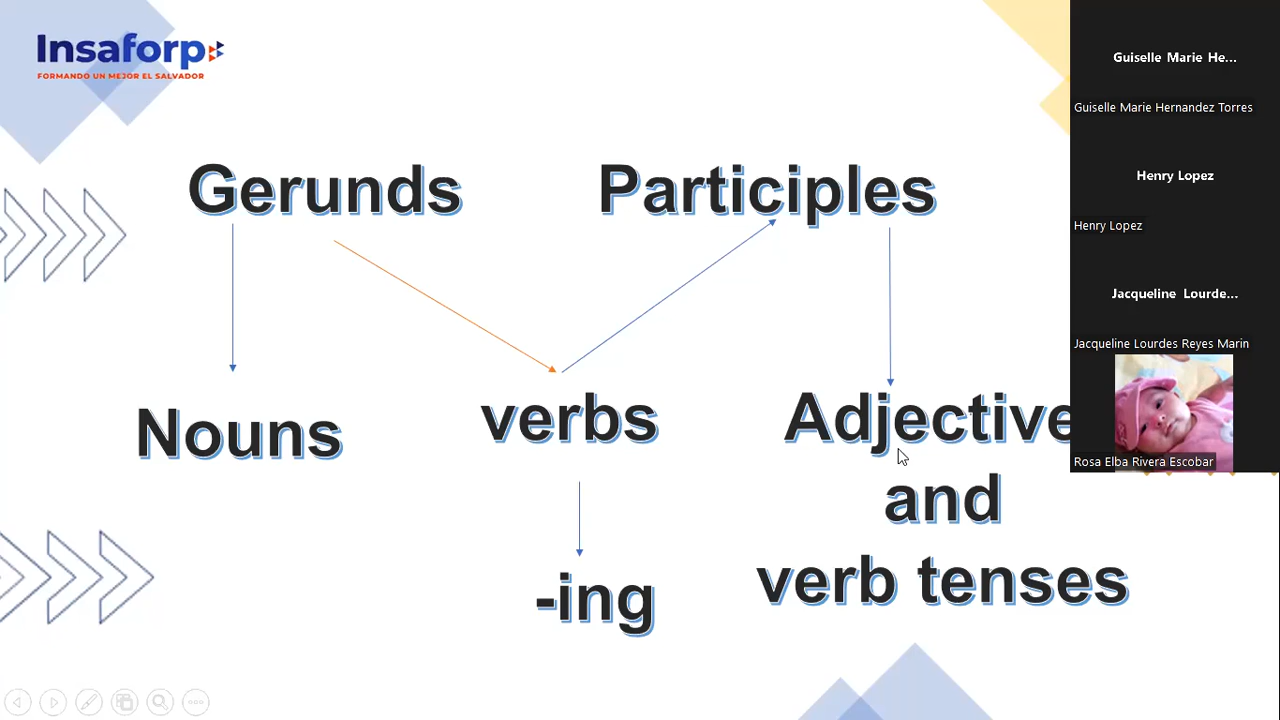 Insaforp
FORMANDO UN MEJOR EL SALVADOR
Gerunds
Participles
Nouns
verbs
Adjective
and
verb tenses
-ing
Guiselle Marie He...
Guiselle Marie Hernandez Torres
Henry Lopez
Henry Lopez
Jacqueline Lourde...
Jacqueline Lourdes Reyes Marin
Rosa Elba Rivera Escobar